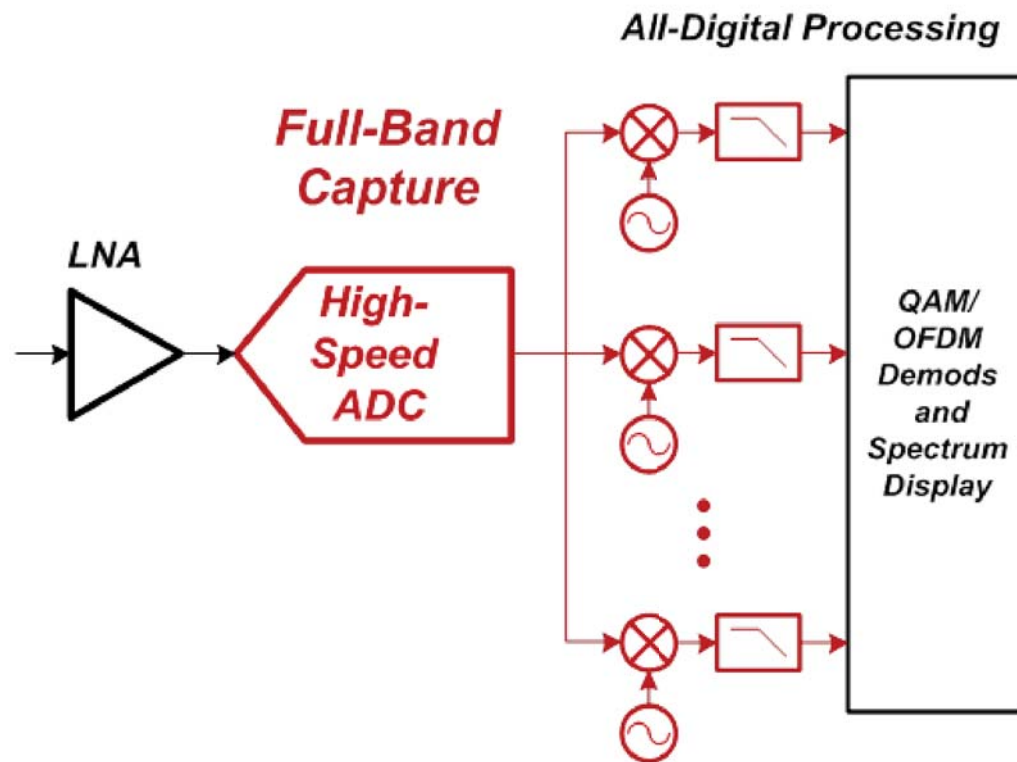 All-Digital Processing
Full-Band
Capture
LNA
High-
Speed
ADC
QAM/
OFDM
Demods
and
Spectrum
Display